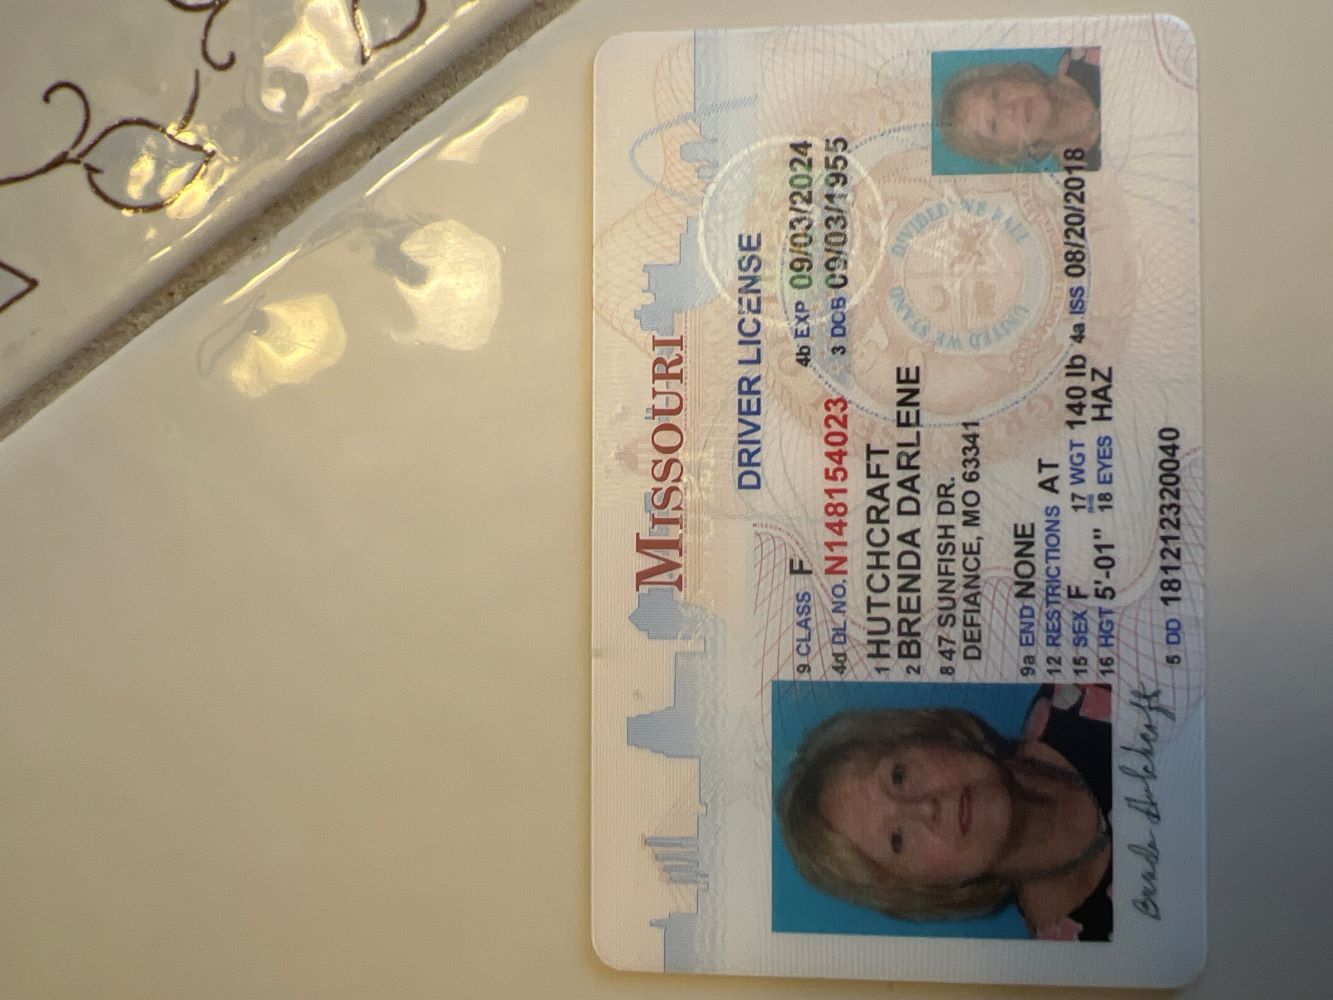 MISSOURI
DRIVER LICENSE
9 CLASS F
4b EXP 09/03/2024
4d DL NO. N148154023
3 DOB 09/03/1955
1 HUTCHCRAFT
2 BRENDA DARLENE
8 47 SUNFISH DR.
DEFIANCE, MO 63341
UNITED WE STAND DIVIDED WE FALL
9a END NONE
12 RESTRICTIONS AT
15 SEX F 17 WGT 140 lb 4a ISS 08/20/2018
16 HGT 5'-01" 18 EYES HAZ
Brenda Hutchcraft
5 DD 181212320040